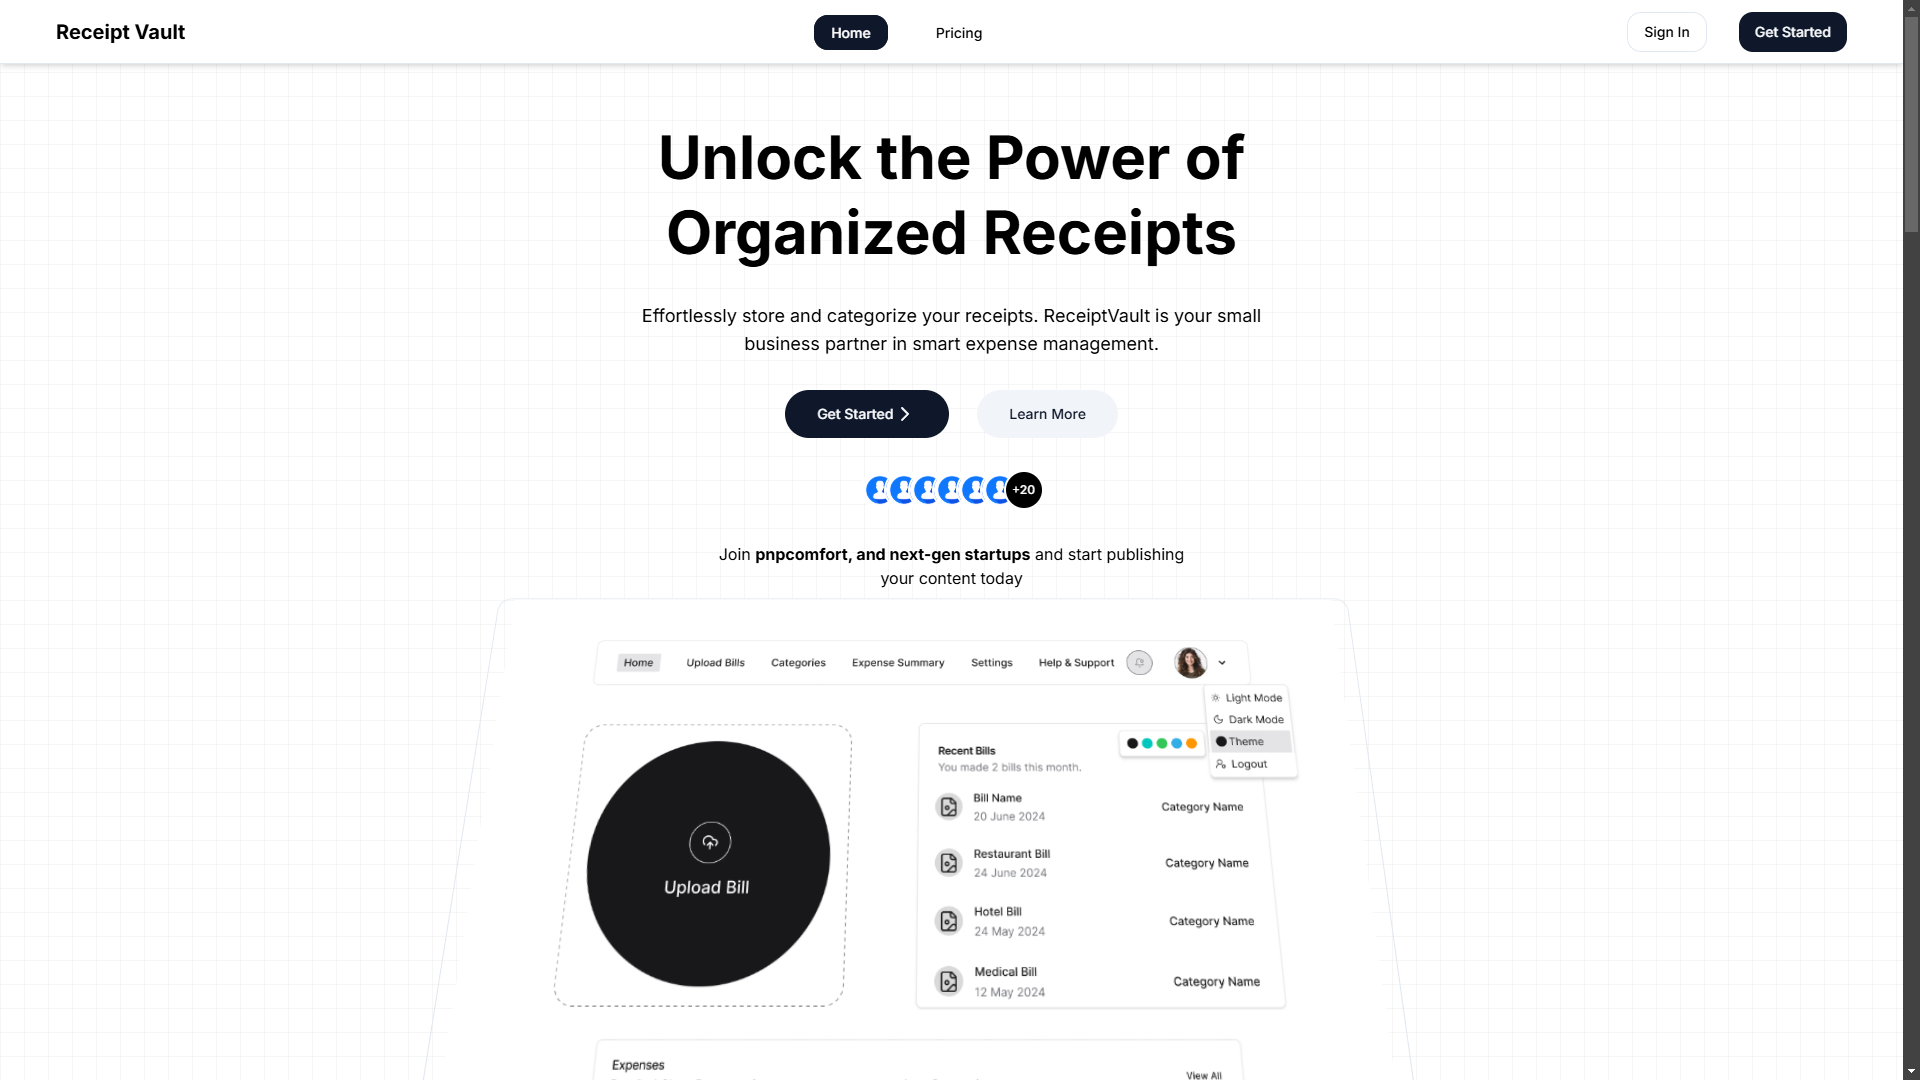 Receipt Vault
Home
Pricing
Sign In
Get Started
Unlock the Power of
Organized Receipts
Effortlessly store and categorize your receipts. ReceiptVault is your small
business partner in smart expense management.
Get Started
Learn More
+20
Join pnpcomfort, and next-gen startups and start publishing
your content today
Home
Upload Bills
Categories
Expense Summary
Settings
Help & Support
Light Mode
Dark Mode
Theme
Logout
Upload Bill
Recent Bills
You made 2 bills this month.
Bill Name
20 June 2024
Category Name
Restaurant Bill
24 June 2024
Category Name
Hotel Bill
24 May 2024
Category Name
Medical Bill
12 May 2024
Category Name
Expenses
View All